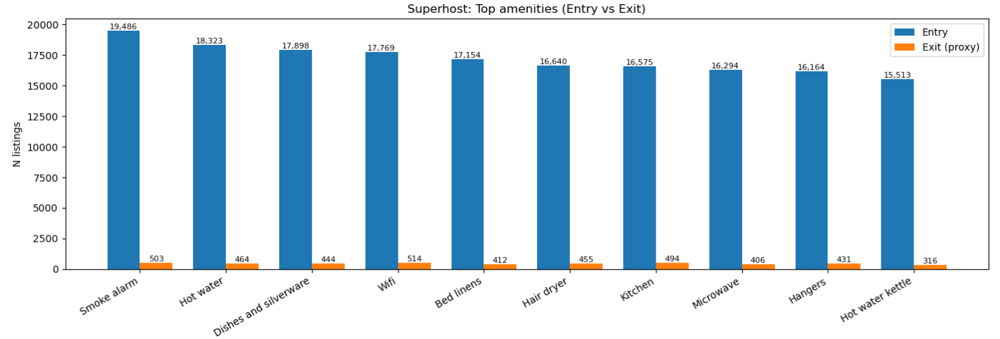 Superhost: Top amenities (Entry vs Exit)
Entry
Exit (proxy)
N listings
20000
17500
15000
12500
10000
7500
5000
2500
0
19,486
18,323
17,898
17,769
17,154
16,640
16,575
16,294
16,164
15,513
503
464
444
514
412
455
494
406
431
316
Smoke alarm
Hot water
Dishes and silverware
Wifi
Bed linens
Hair dryer
Kitchen
Microwave
Hangers
Hot water kettle